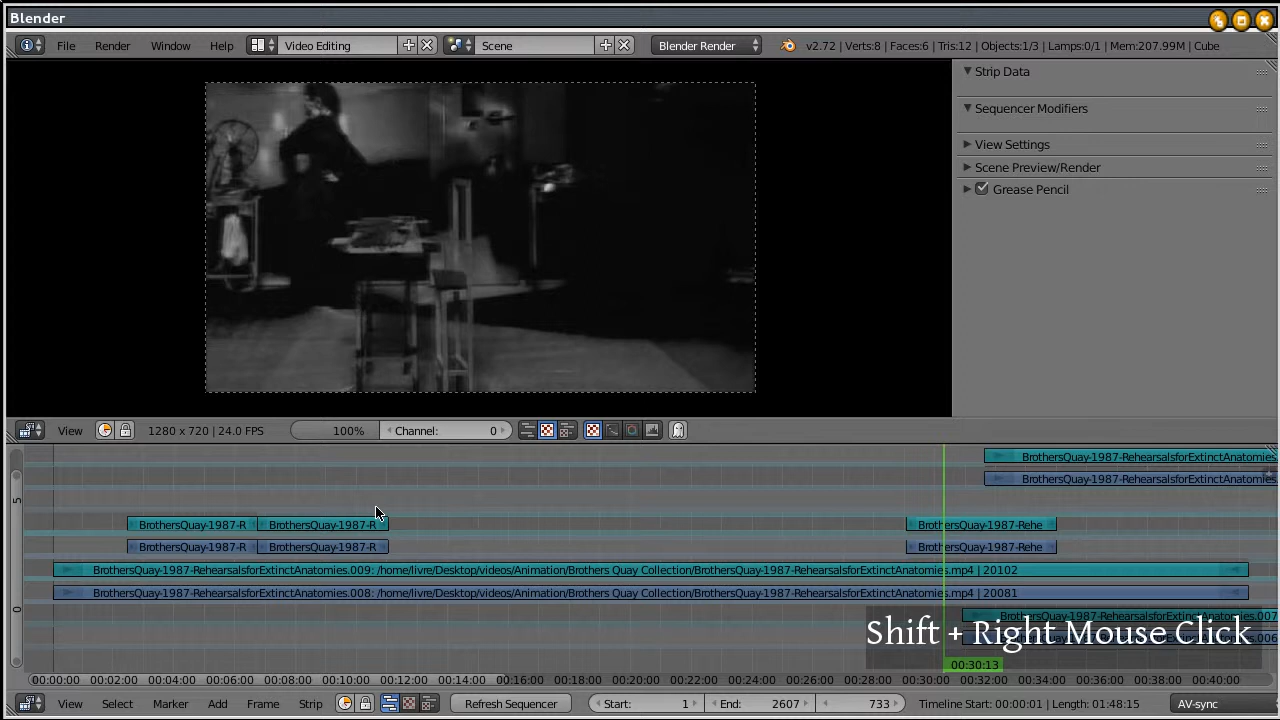 Blender
File Render Window Help Video Editing Scene Blender Render v2.72 | Verts:8 | Faces:6 | Tris:12 | Objects:1/3 | Lamps:0/1 | Mem:207.99M | Cube
Strip Data
Sequencer Modifiers
View Settings
Scene Preview/Render
Grease Pencil
View 1280 x 720 | 24.0 FPS 100% Channel: 0
BrothersQuay-1987-RehearsalsforExtinctAnatomies.
BrothersQuay-1987-RehearsalsforExtinctAnatomies.
5
BrothersQuay-1987-R BrothersQuay-1987-R BrothersQuay-1987-Rehe
BrothersQuay-1987-R BrothersQuay-1987-R BrothersQuay-1987-Rehe
BrothersQuay-1987-RehearsalsforExtinctAnatomies.009: /home/livre/Desktop/videos/Animation/Brothers Quay Collection/BrothersQuay-1987-RehearsalsforExtinctAnatomies.mp4 | 20102
BrothersQuay-1987-RehearsalsforExtinctAnatomies.008: /home/livre/Desktop/videos/Animation/Brothers Quay Collection/BrothersQuay-1987-RehearsalsforExtinctAnatomies.mp4 | 20081
0
BrothersQuay-1987-RehearsalsforExtinctAnatomies.007
Shift + Right Mouse Click
00:30:13
00:00:00 00:02:00 00:04:00 00:06:00 00:08:00 00:10:00 00:12:00 00:14:00 00:16:00 00:18:00 00:20:00 00:22:00 00:24:00 00:26:00 00:28:00 00:30:00 00:32:00 00:34:00 00:36:00 00:38:00 00:40:00
View Select Marker Add Frame Strip Refresh Sequencer Start: 1 End: 2607 733 Timeline Start: 00:00:01 Length: 01:48:15 AV-sync